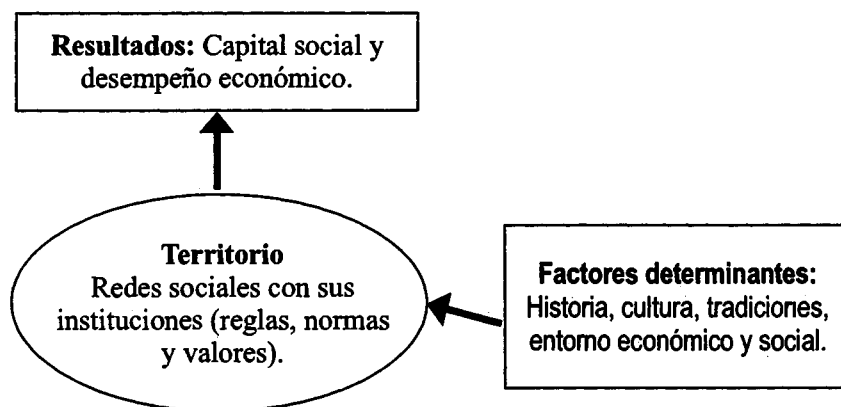 Resultados: Capital social y
desempeño económico.
Territorio
Redes sociales con sus
instituciones (reglas, normas
y valores).
Factores determinantes:
Historia, cultura, tradiciones,
entorno económico y social.